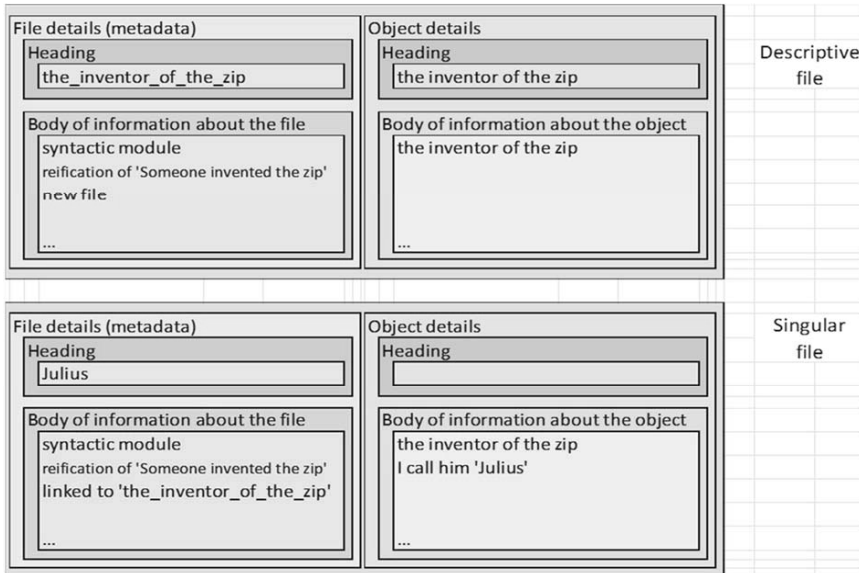 File details (metadata)
Heading
the_inventor_of_the_zip
Body of information about the file
syntactic module
reification of 'Someone invented the zip'
new file
...
Object details
Heading
the inventor of the zip
Body of information about the object
the inventor of the zip
...
Descriptive
file
File details (metadata)
Heading
Julius
Body of information about the file
syntactic module
reification of 'Someone invented the zip'
linked to 'the_inventor_of_the_zip'
...
Object details
Heading
Body of information about the object
the inventor of the zip
I call him 'Julius'
...
Singular
file